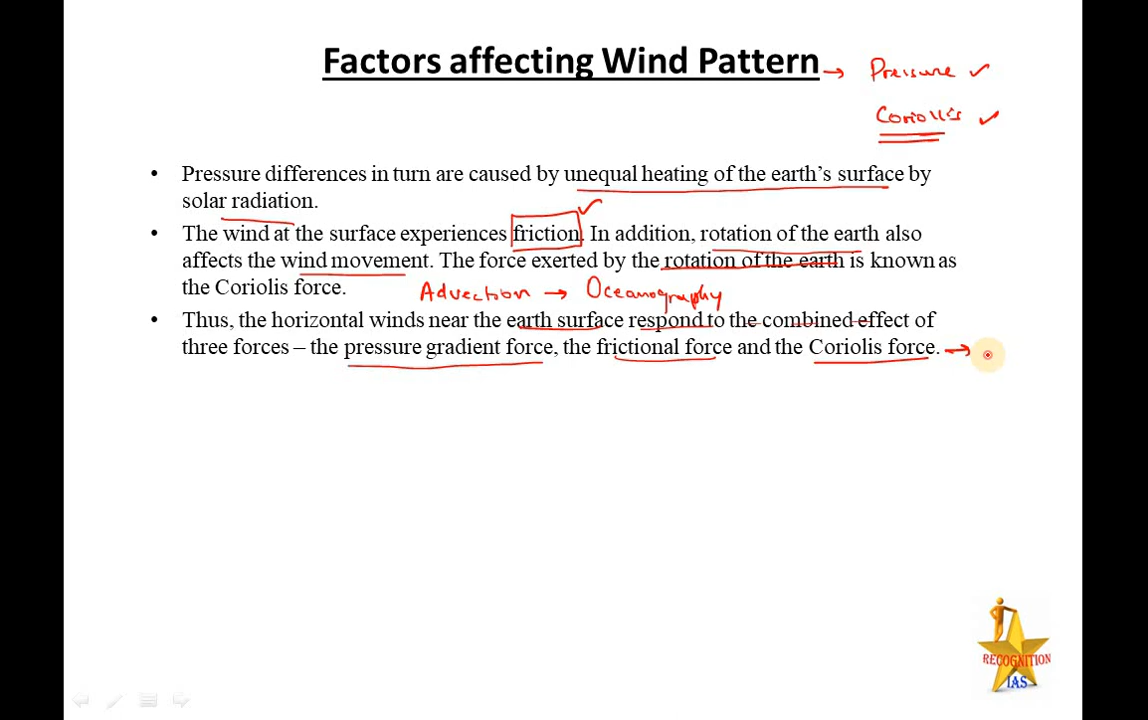 Factors affecting Wind Pattern → Pressure ✓
Coriollis ✓
• Pressure differences in turn are caused by unequal heating of the earth's surface by
solar radiation.
• The wind at the surface experiences friction. In addition, rotation of the earth also
affects the wind movement. The force exerted by the rotation of the earth is known as
the Coriolis force.
Advection → Oceanography
• Thus, the horizontal winds near the earth surface respond to the combined effect of
three forces – the pressure gradient force, the frictional force and the Coriolis force. →
RECOGNITION
IAS